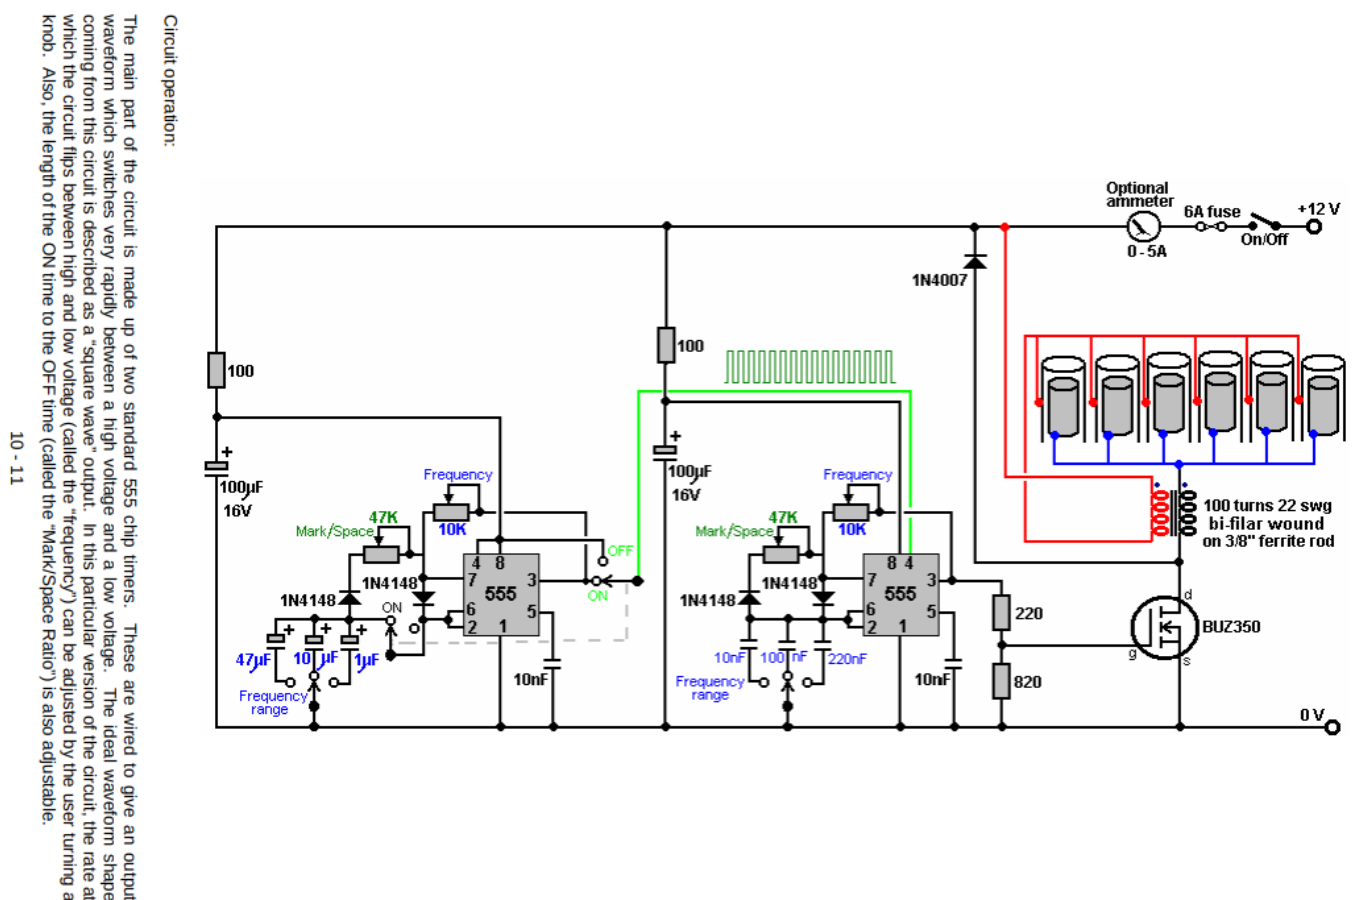 Circuit operation:
The main part of the circuit is made up of two standard 555 chip timers. These are wired to give an output
waveform which switches very rapidly between a high voltage and a low voltage. The ideal waveform shape
coming from this circuit is described as a “square wave” output. In this particular version of the circuit, the rate at
which the circuit flips between high and low voltage (called the “frequency”) can be adjusted by the user turning a
knob. Also, the length of the ON time to the OFF time (called the “Mark/Space Ratio”) is also adjustable.
10 - 11
Optional
ammeter
0 - 5A
6A fuse
On/Off
+12 V
1N4007
100
100
100µF
16V
100µF
16V
Frequency
10K
47K
Mark/Space
1N4148
1N4148
ON
OFF
ON
4 8
7
3
555
6
5
2
1
47µF
10 µF
1µF
Frequency
range
10nF
Frequency
10K
47K
Mark/Space
1N4148
1N4148
8 4
7
3
555
6
5
2
1
10nF
100 nF
220nF
Frequency
range
10nF
220
820
100 turns 22 swg
bi-filar wound
on 3/8" ferrite rod
d
BUZ350
g
s
0 V